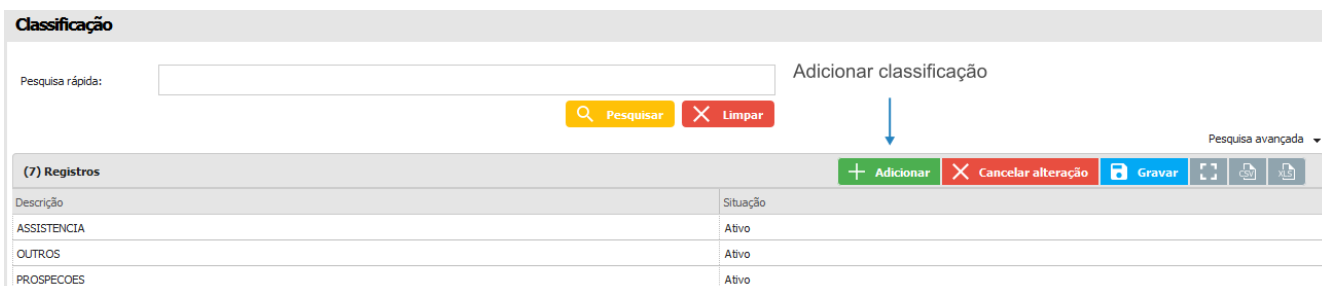 Classificação
Pesquisa rápida:
Adicionar classificação
Pesquisar Limpar
Pesquisa avançada
(7) Registros Adicionar Cancelar alteração Gravar CSV XLS
Descrição Situação
ASSISTENCIA Ativo
OUTROS Ativo
PROSPECOES Ativo